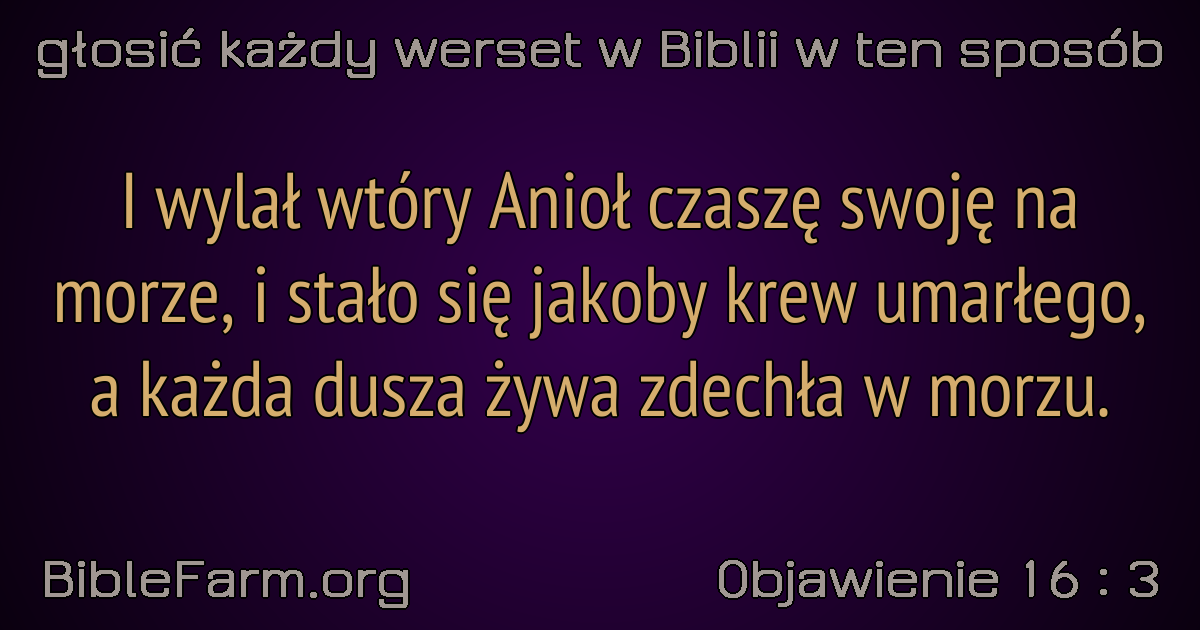 głosić każdy werset w Biblii w ten sposób
I wylał wtóry Anioł czaszę swoję na
morze, i stało się jakoby krew umarłego,
a każda dusza żywa zdechła w morzu.
BibleFarm.org
Objawienie 16 : 3